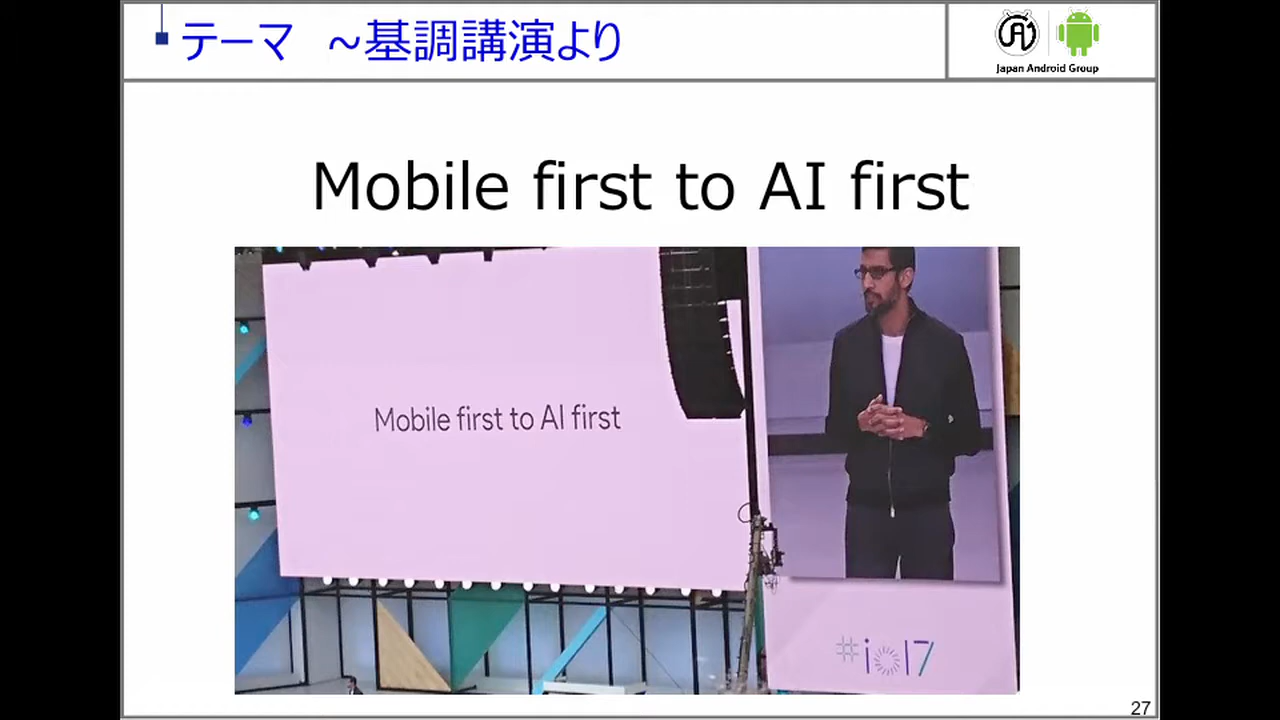 テーマ ~基調講演より
Japan Android Group
Mobile first to AI first
Mobile first to AI first
#io17
27